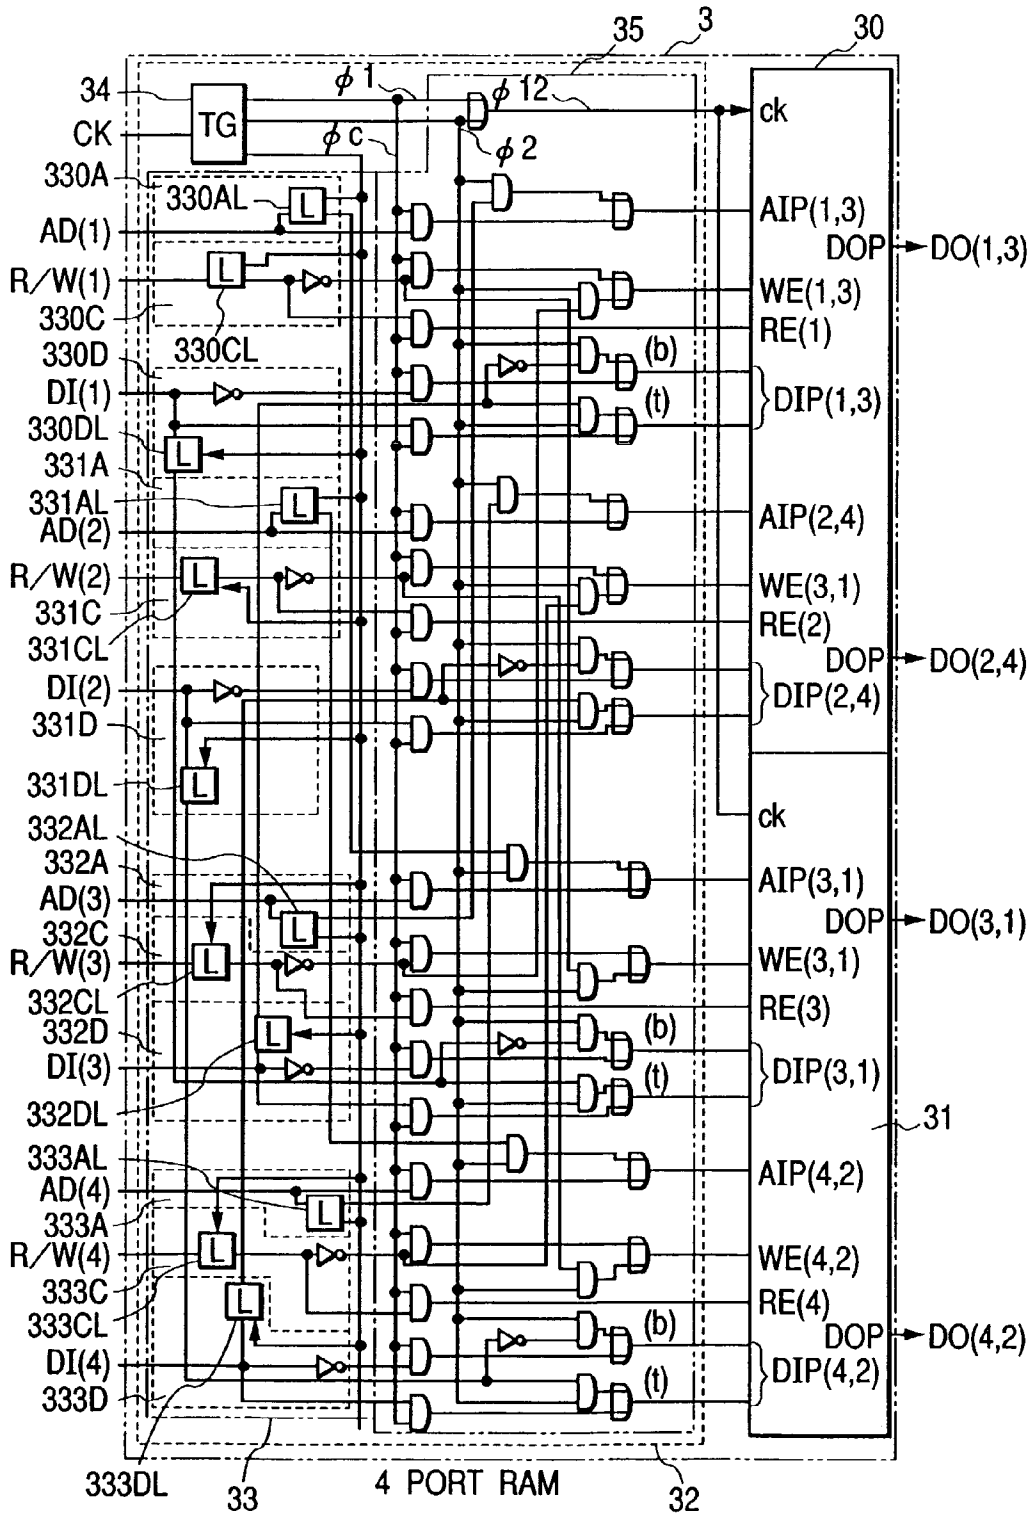 3
35
30
34
φ1
φ12
ck
CK
TG
φc
φ2
330A
330AL
L
AD(1)
AIP(1,3)
DOP
DO(1,3)
R/W(1)
L
WE(1,3)
330C
RE(1)
330CL
330D
(b)
DI(1)
DIP(1,3)
(t)
330DL
L
331A
331AL
L
AD(2)
AIP(2,4)
R/W(2)
L
WE(3,1)
331C
RE(2)
331CL
DOP
DO(2,4)
DI(2)
DIP(2,4)
331D
331DL
L
ck
332AL
332A
AIP(3,1)
AD(3)
L
DOP
DO(3,1)
332C
R/W(3)
L
WE(3,1)
332CL
RE(3)
332D
L
(b)
DI(3)
DIP(3,1)
(t)
332DL
31
333AL
AD(4)
AIP(4,2)
333A
L
R/W(4)
L
WE(4,2)
333C
L
RE(4)
333CL
(b)
DOP
DO(4,2)
DI(4)
DIP(4,2)
(t)
333D
333DL
33
4 PORT RAM
32